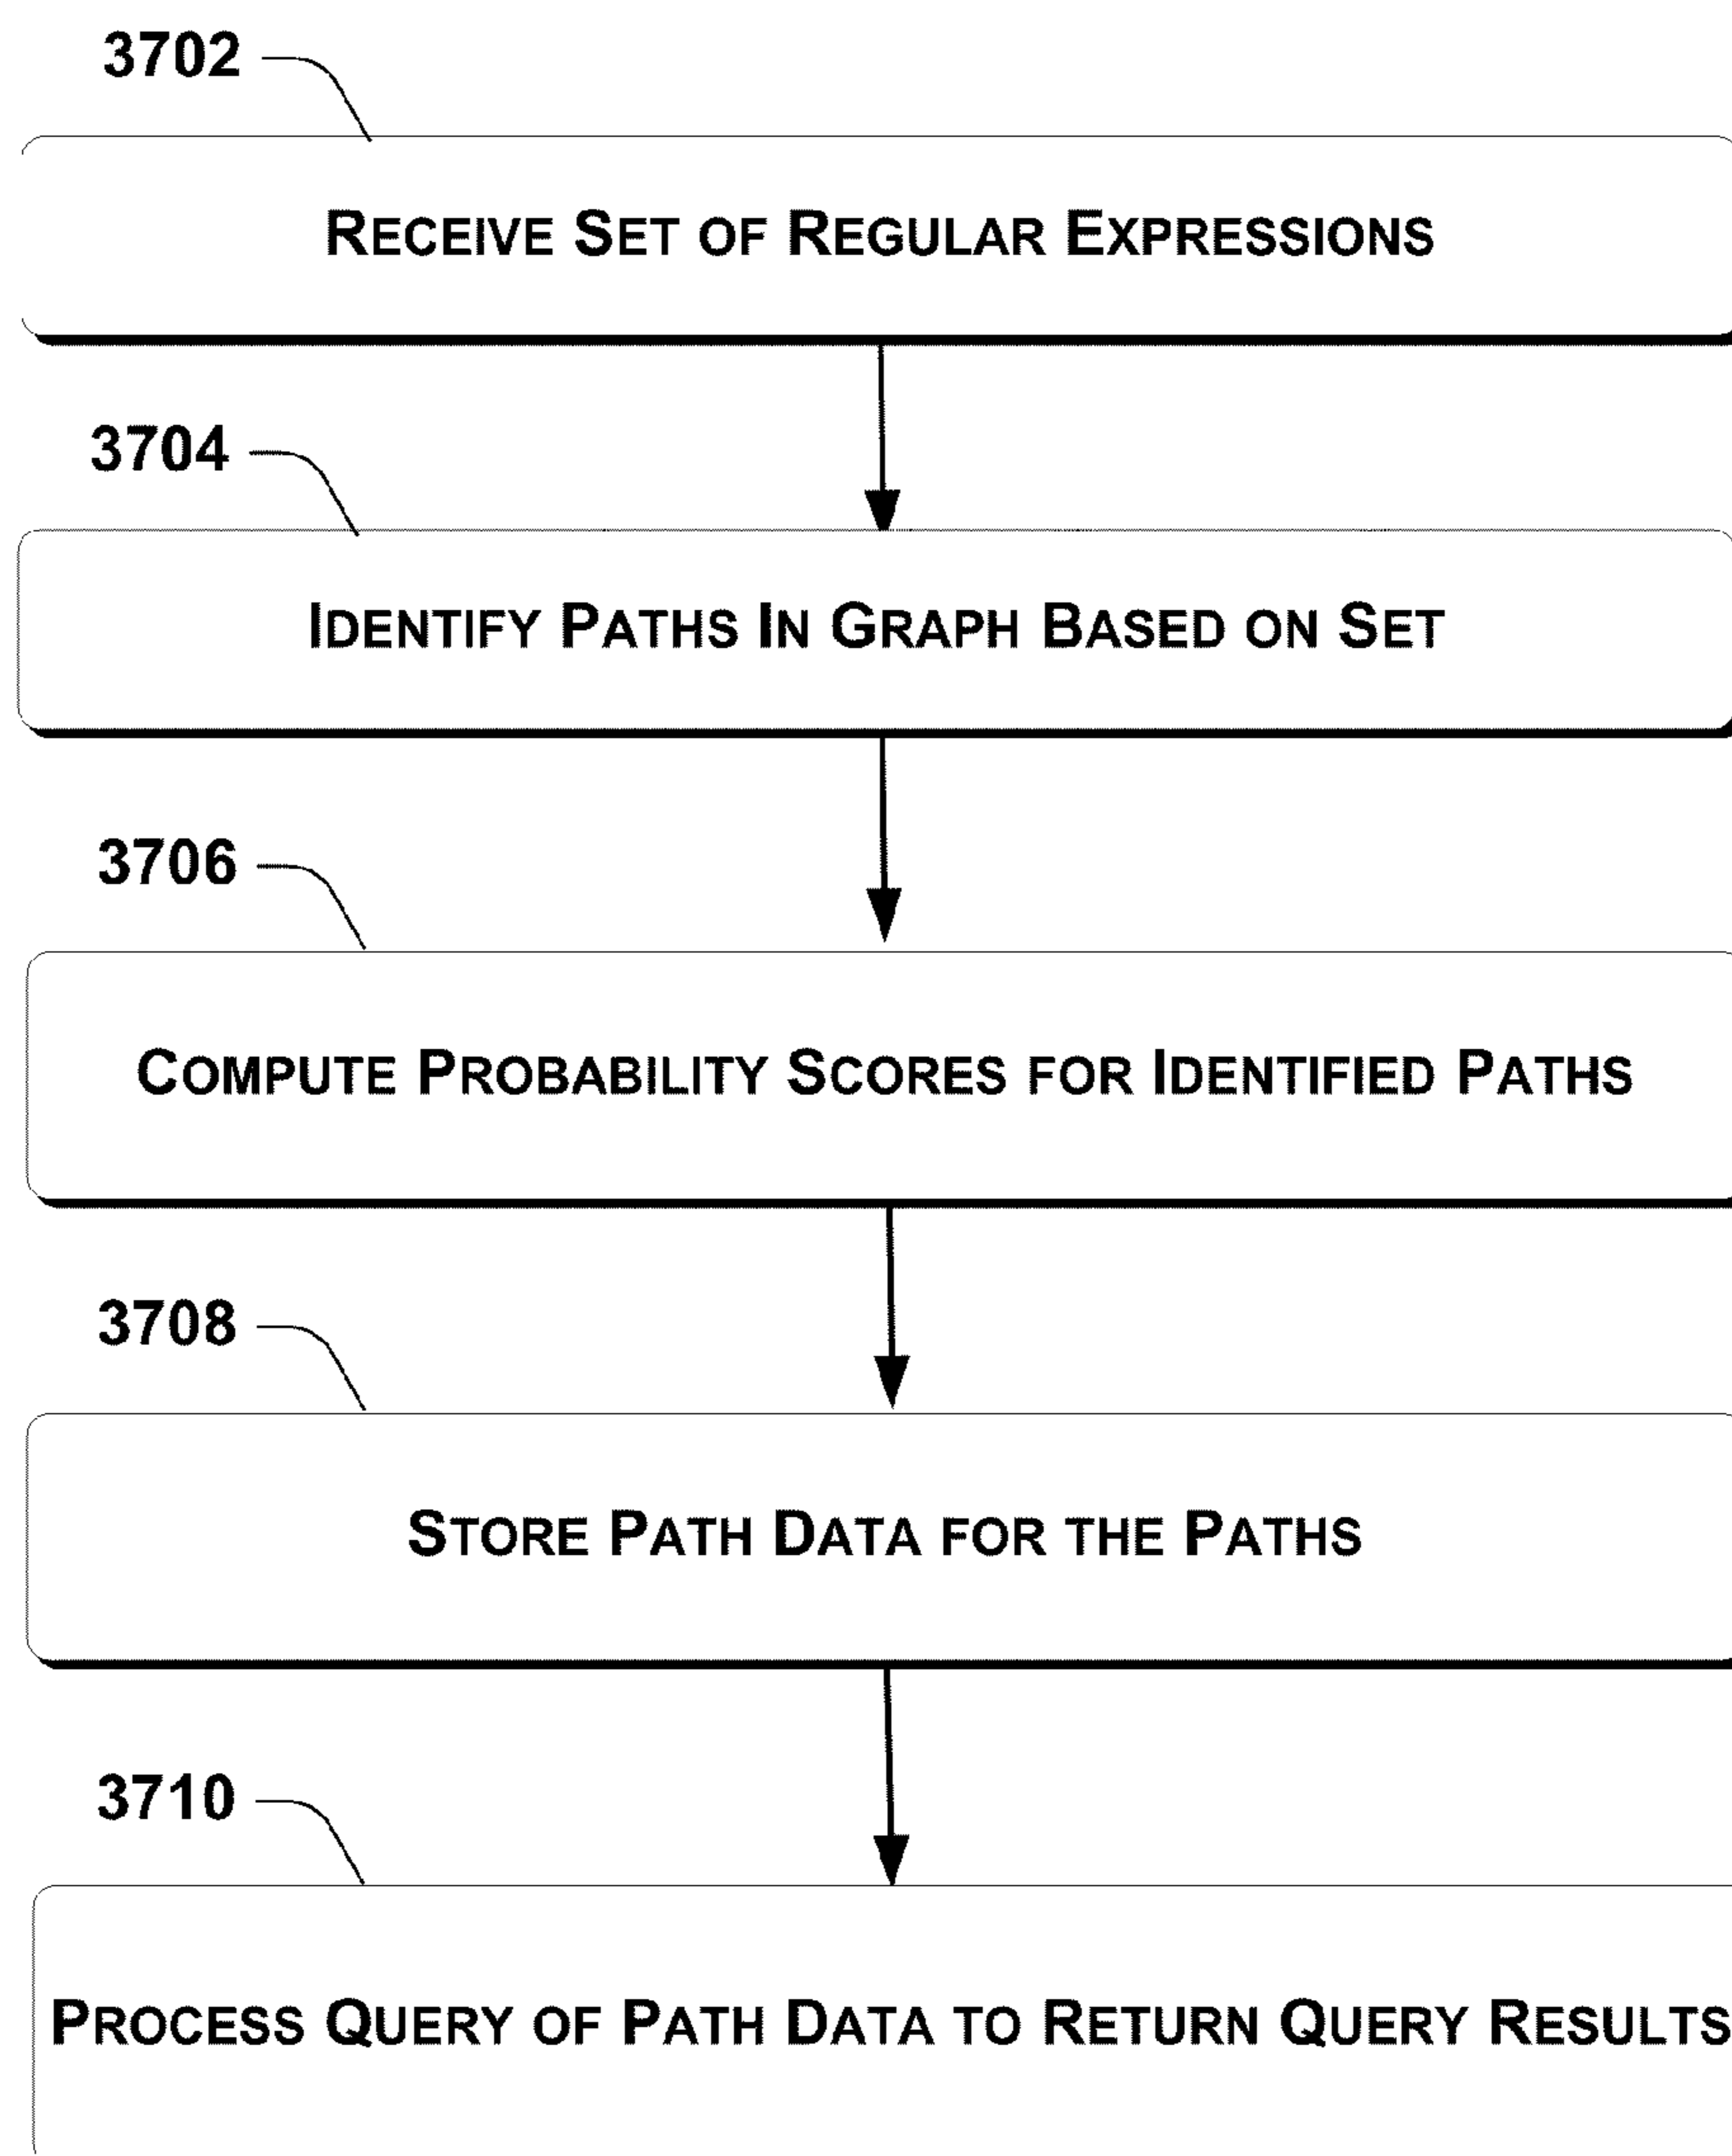 3702
RECEIVE SET OF REGULAR EXPRESSIONS
3704
IDENTIFY PATHS IN GRAPH BASED ON SET
3706
COMPUTE PROBABILITY SCORES FOR IDENTIFIED PATHS
3708
STORE PATH DATA FOR THE PATHS
3710
PROCESS QUERY OF PATH DATA TO RETURN QUERY RESULTS